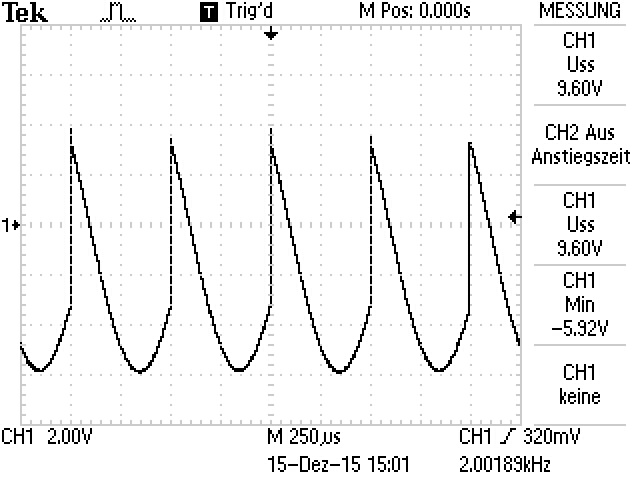 Tek T Trig'd M Pos: 0.000s MESSUNG
CH1
Uss
9.60V
CH2 Aus
Anstiegszeit
1
CH1
Uss
9.60V
CH1
Min
-5.92V
CH1
keine
CH1 2.00V M 250µs CH1 320mV
15-Dez-15 15:01 2.00189kHz